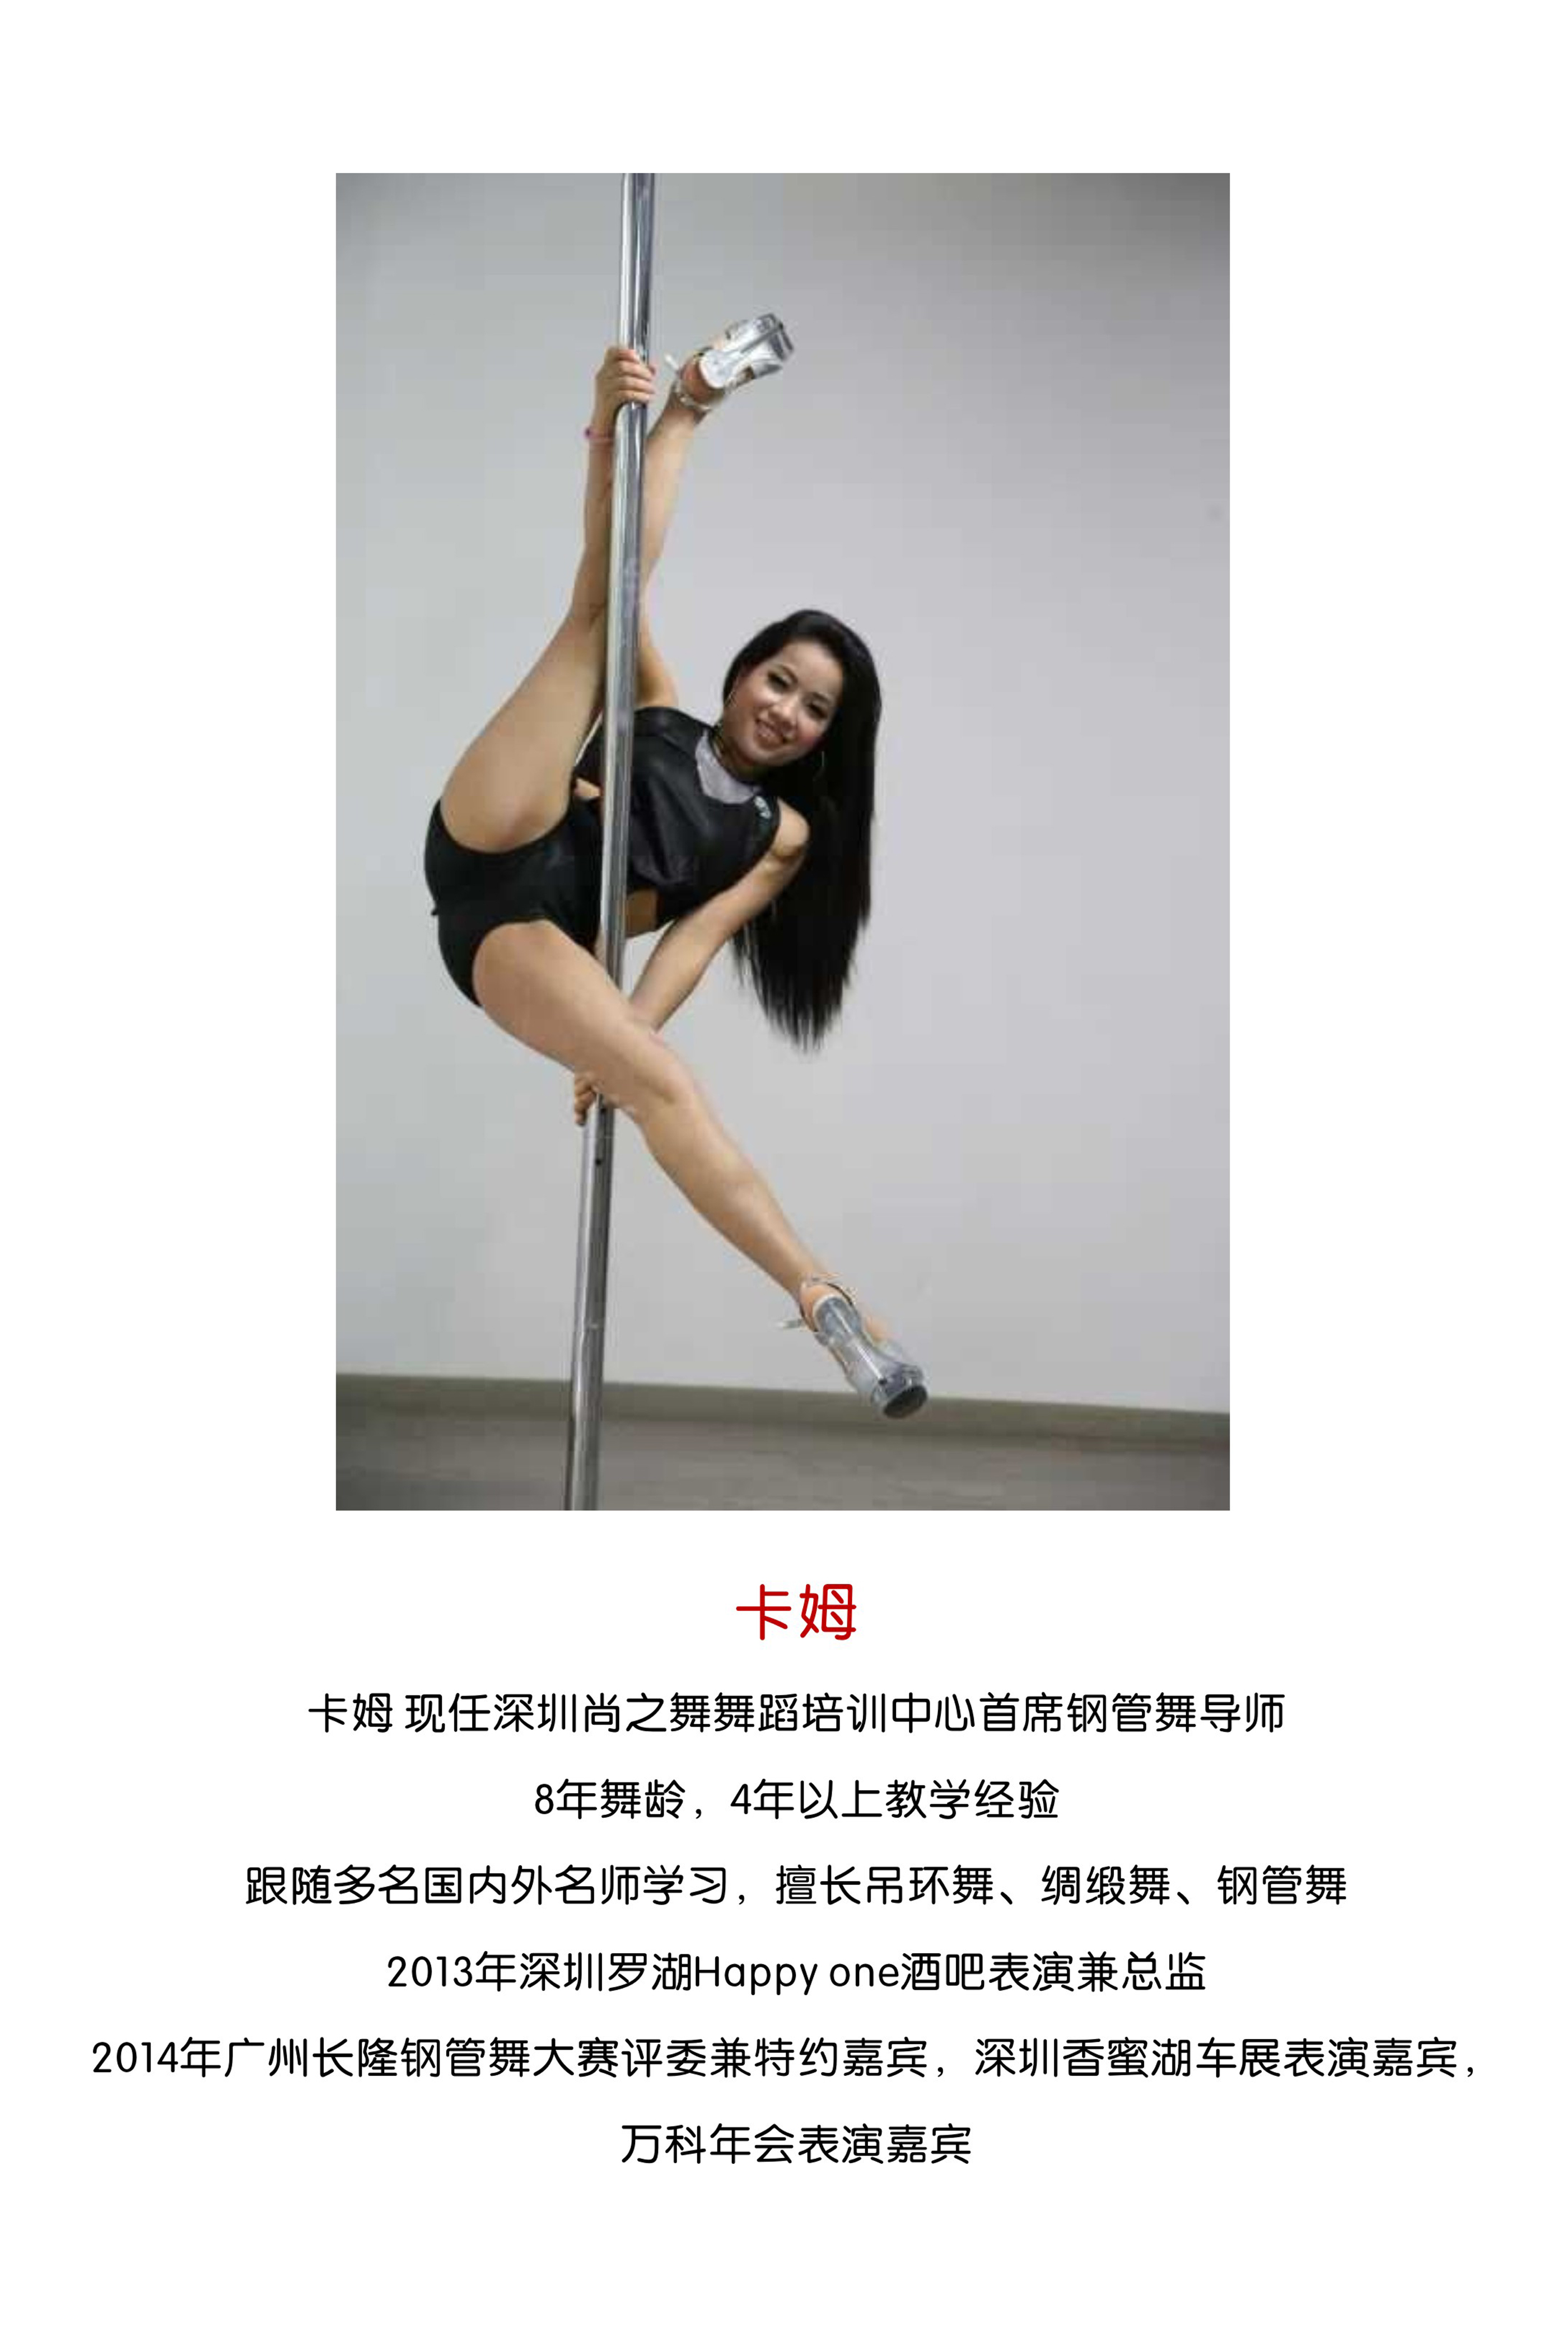 卡姆
卡姆 现任深圳尚之舞舞蹈培训中心首席钢管舞导师
8年舞龄，4年以上教学经验
跟随多名国内外名师学习，擅长吊环舞、绸缎舞、钢管舞
2013年深圳罗湖Happy one酒吧表演兼总监
2014年广州长隆钢管舞大赛评委兼特约嘉宾，深圳香蜜湖车展表演嘉宾，
万科年会表演嘉宾